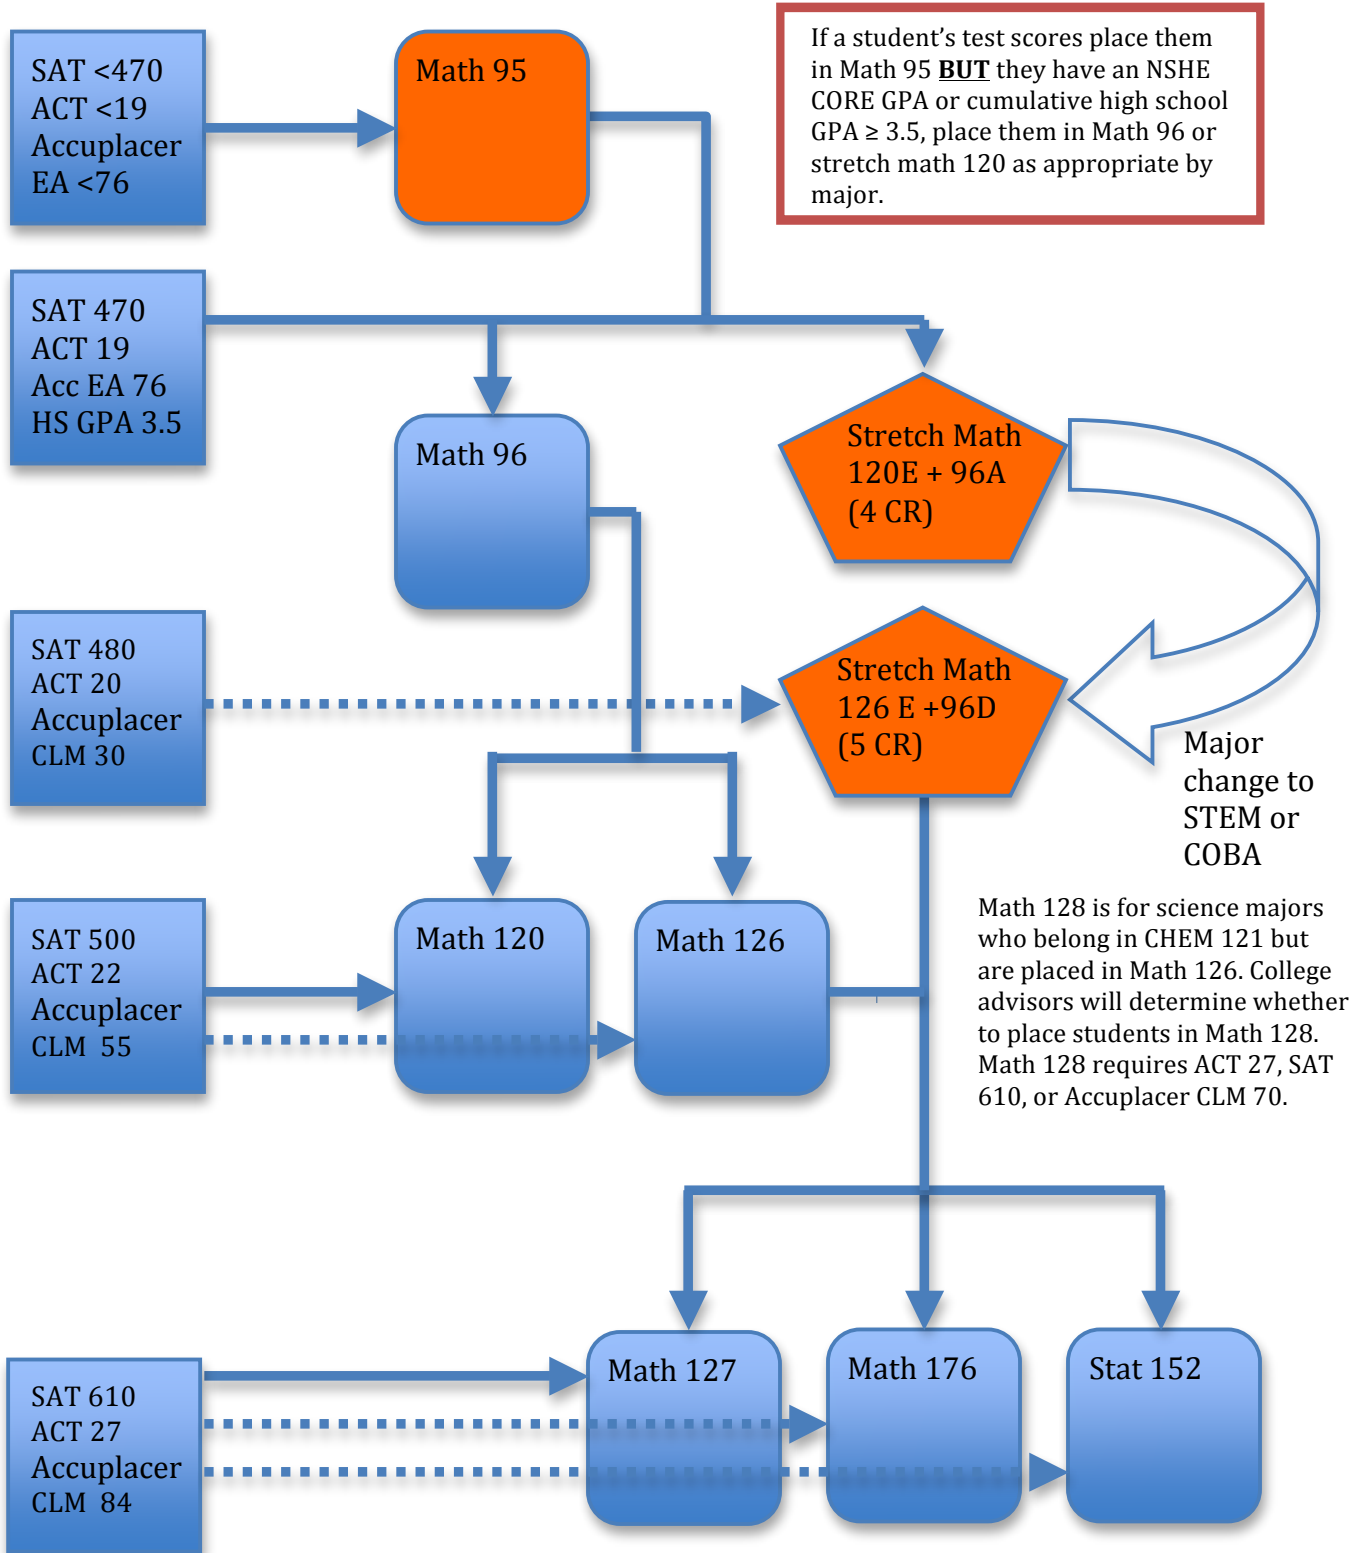 SAT <470
ACT <19
Accuplacer
EA <76
Math 95
If a student’s test scores place them
in Math 95 BUT they have an NSHE
CORE GPA or cumulative high school
GPA ≥ 3.5, place them in Math 96 or
stretch math 120 as appropriate by
major.
SAT 470
ACT 19
Acc EA 76
HS GPA 3.5
Math 96
Stretch Math
120E + 96A
(4 CR)
SAT 480
ACT 20
Accuplacer
CLM 30
Stretch Math
126 E +96D
(5 CR)
Major
change to
STEM or
COBA
SAT 500
ACT 22
Accuplacer
CLM  55
Math 120
Math 126
Math 128 is for science majors
who belong in CHEM 121 but
are placed in Math 126. College
advisors will determine whether
to place students in Math 128.
Math 128 requires ACT 27, SAT
610, or Accuplacer CLM 70.
SAT 610
ACT 27
Accuplacer
CLM  84
Math 127
Math 176
Stat 152